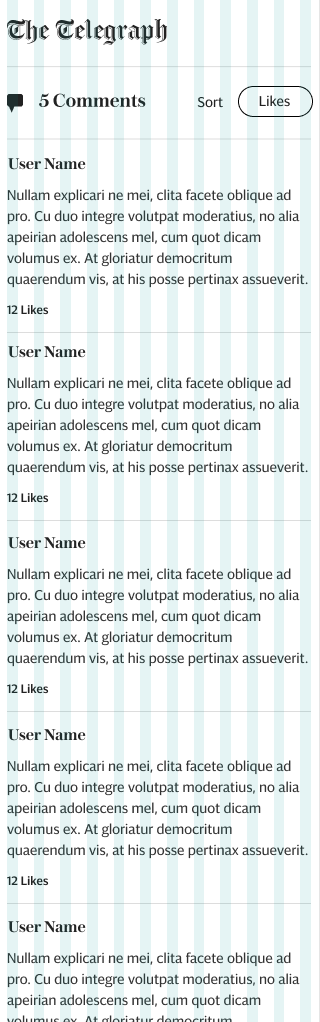 The Telegraph
5 Comments
Sort
Likes
User Name
Nullam explicari ne mei, clita facete oblique ad
pro. Cu duo integre volutpat moderatius, no alia
apeirian adolescens mel, cum quot dicam
volumus ex. At gloriatur democritum
quaerendum vis, at his posse pertinax assueverit.
12 Likes
User Name
Nullam explicari ne mei, clita facete oblique ad
pro. Cu duo integre volutpat moderatius, no alia
apeirian adolescens mel, cum quot dicam
volumus ex. At gloriatur democritum
quaerendum vis, at his posse pertinax assueverit.
12 Likes
User Name
Nullam explicari ne mei, clita facete oblique ad
pro. Cu duo integre volutpat moderatius, no alia
apeirian adolescens mel, cum quot dicam
volumus ex. At gloriatur democritum
quaerendum vis, at his posse pertinax assueverit.
12 Likes
User Name
Nullam explicari ne mei, clita facete oblique ad
pro. Cu duo integre volutpat moderatius, no alia
apeirian adolescens mel, cum quot dicam
volumus ex. At gloriatur democritum
quaerendum vis, at his posse pertinax assueverit.
12 Likes
User Name
Nullam explicari ne mei, clita facete oblique ad
pro. Cu duo integre volutpat moderatius, no alia
apeirian adolescens mel, cum quot dicam
volumus ex. At gloriatur democritum